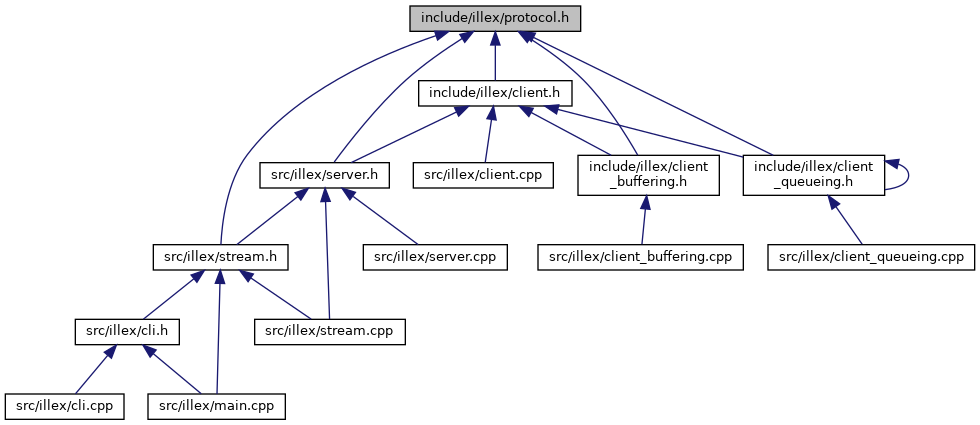 include/illex/protocol.h
include/illex/client.h
src/illex/server.h
src/illex/client.cpp
include/illex/client
_buffering.h
include/illex/client
_queueing.h
src/illex/stream.h
src/illex/server.cpp
src/illex/client_buffering.cpp
src/illex/client_queueing.cpp
src/illex/cli.h
src/illex/stream.cpp
src/illex/cli.cpp
src/illex/main.cpp